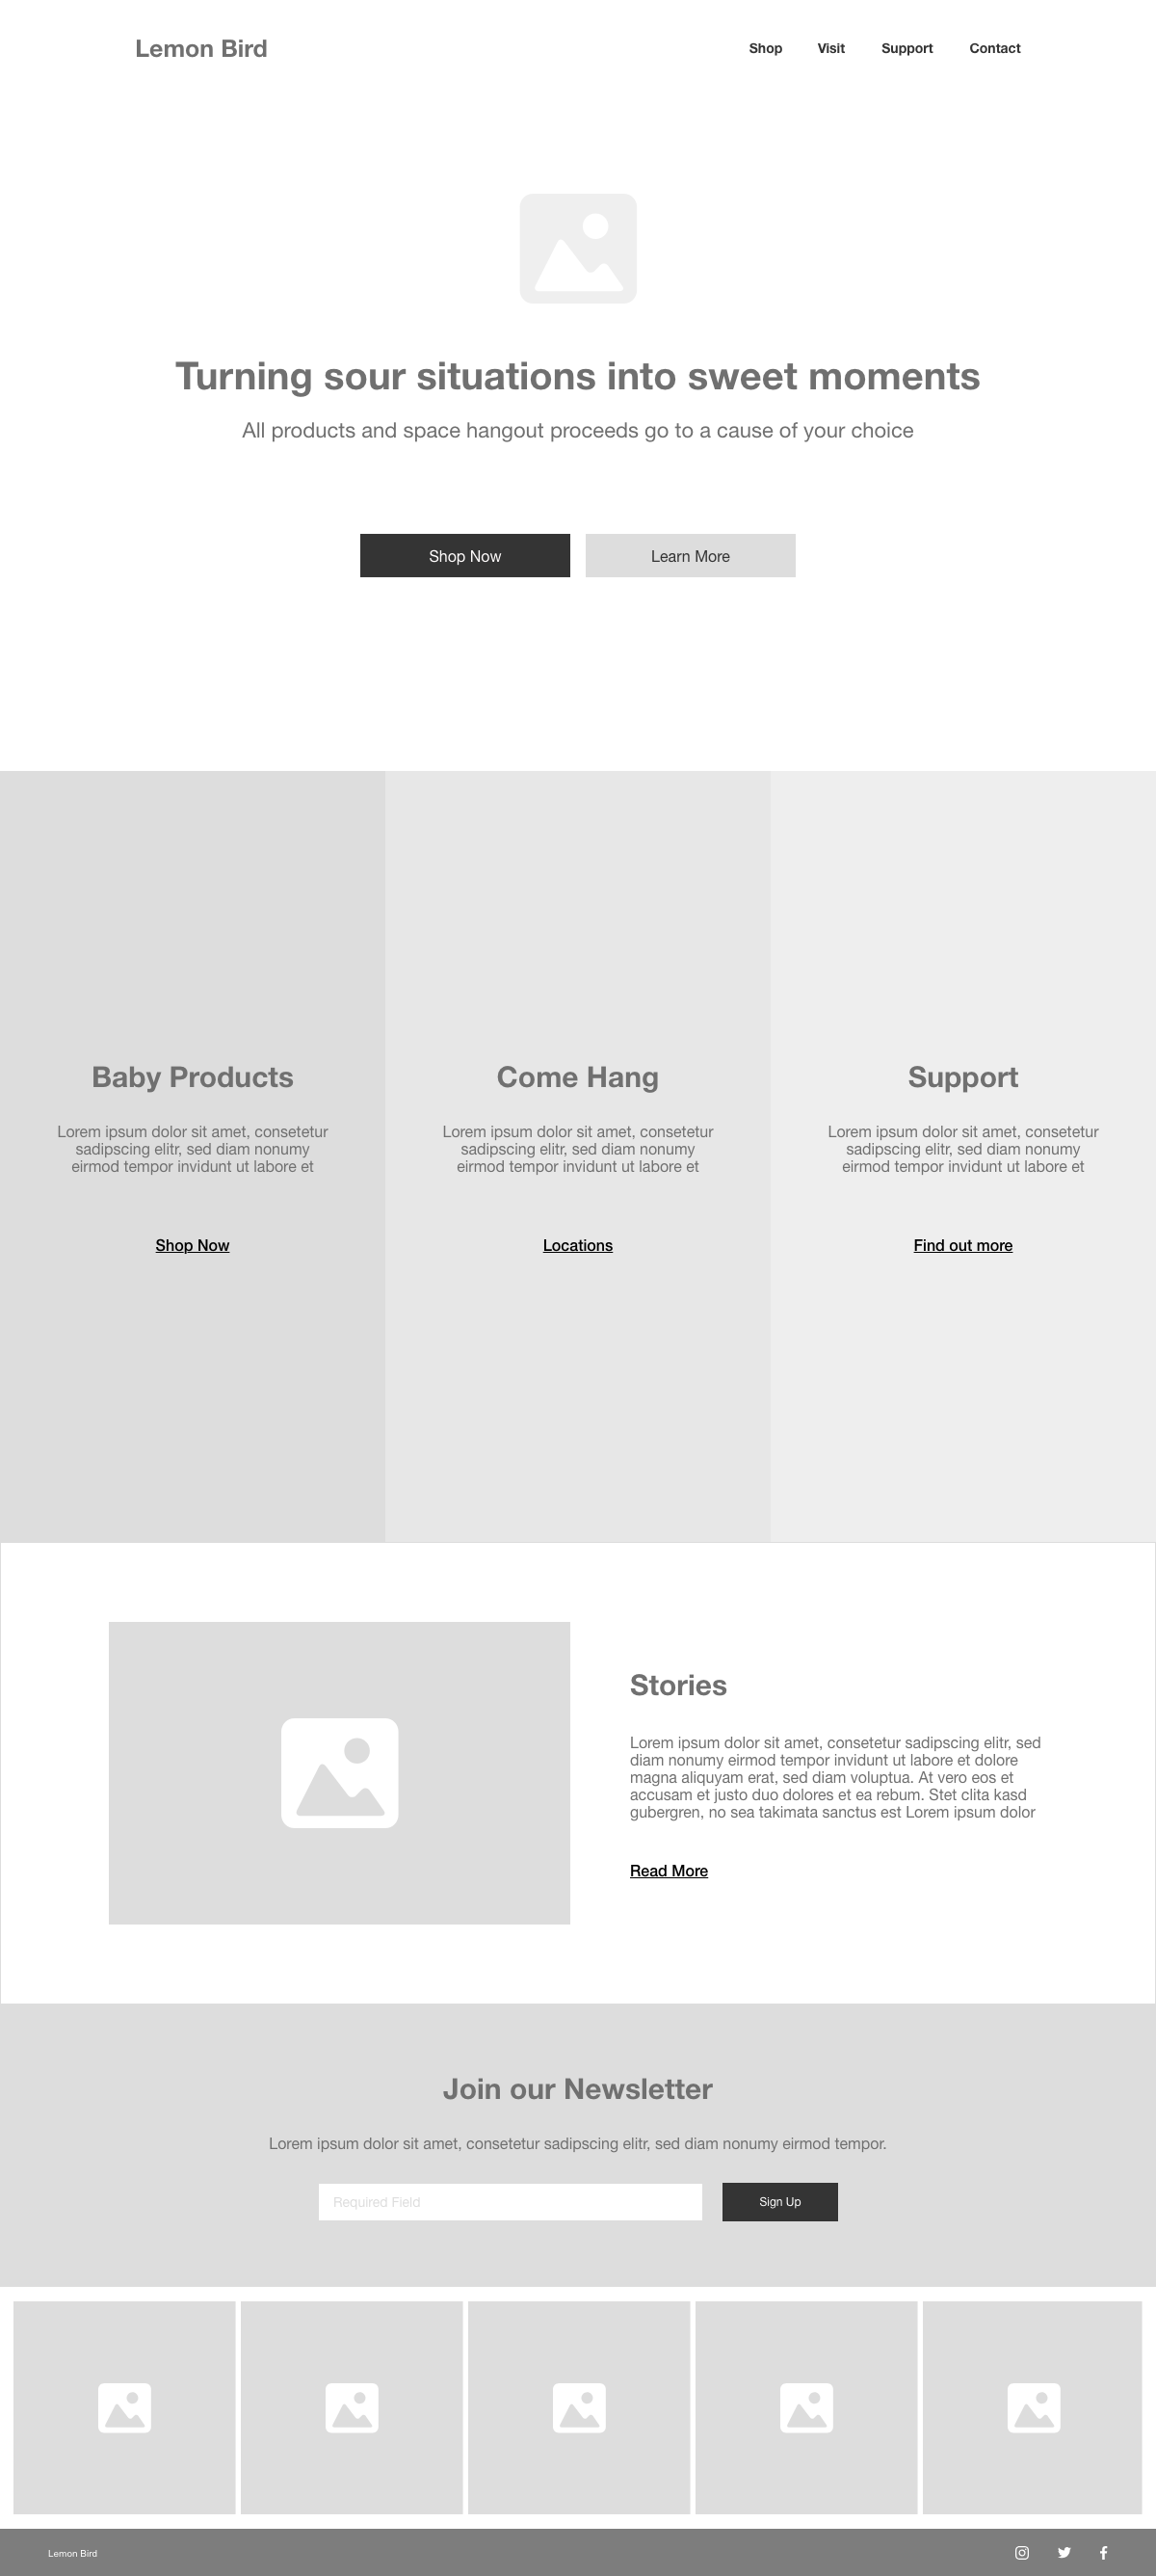 Lemon Bird
Shop Visit Support Contact
Turning sour situations into sweet moments
All products and space hangout proceeds go to a cause of your choice
Shop Now
Learn More
Baby Products
Lorem ipsum dolor sit amet, consetetur
sadipscing elitr, sed diam nonumy
eirmod tempor invidunt ut labore et
Shop Now
Come Hang
Lorem ipsum dolor sit amet, consetetur
sadipscing elitr, sed diam nonumy
eirmod tempor invidunt ut labore et
Locations
Support
Lorem ipsum dolor sit amet, consetetur
sadipscing elitr, sed diam nonumy
eirmod tempor invidunt ut labore et
Find out more
Stories
Lorem ipsum dolor sit amet, consetetur sadipscing elitr, sed
diam nonumy eirmod tempor invidunt ut labore et dolore
magna aliquyam erat, sed diam voluptua. At vero eos et
accusam et justo duo dolores et ea rebum. Stet clita kasd
gubergren, no sea takimata sanctus est Lorem ipsum dolor
Read More
Join our Newsletter
Lorem ipsum dolor sit amet, consetetur sadipscing elitr, sed diam nonumy eirmod tempor.
Required Field
Sign Up
Lemon Bird